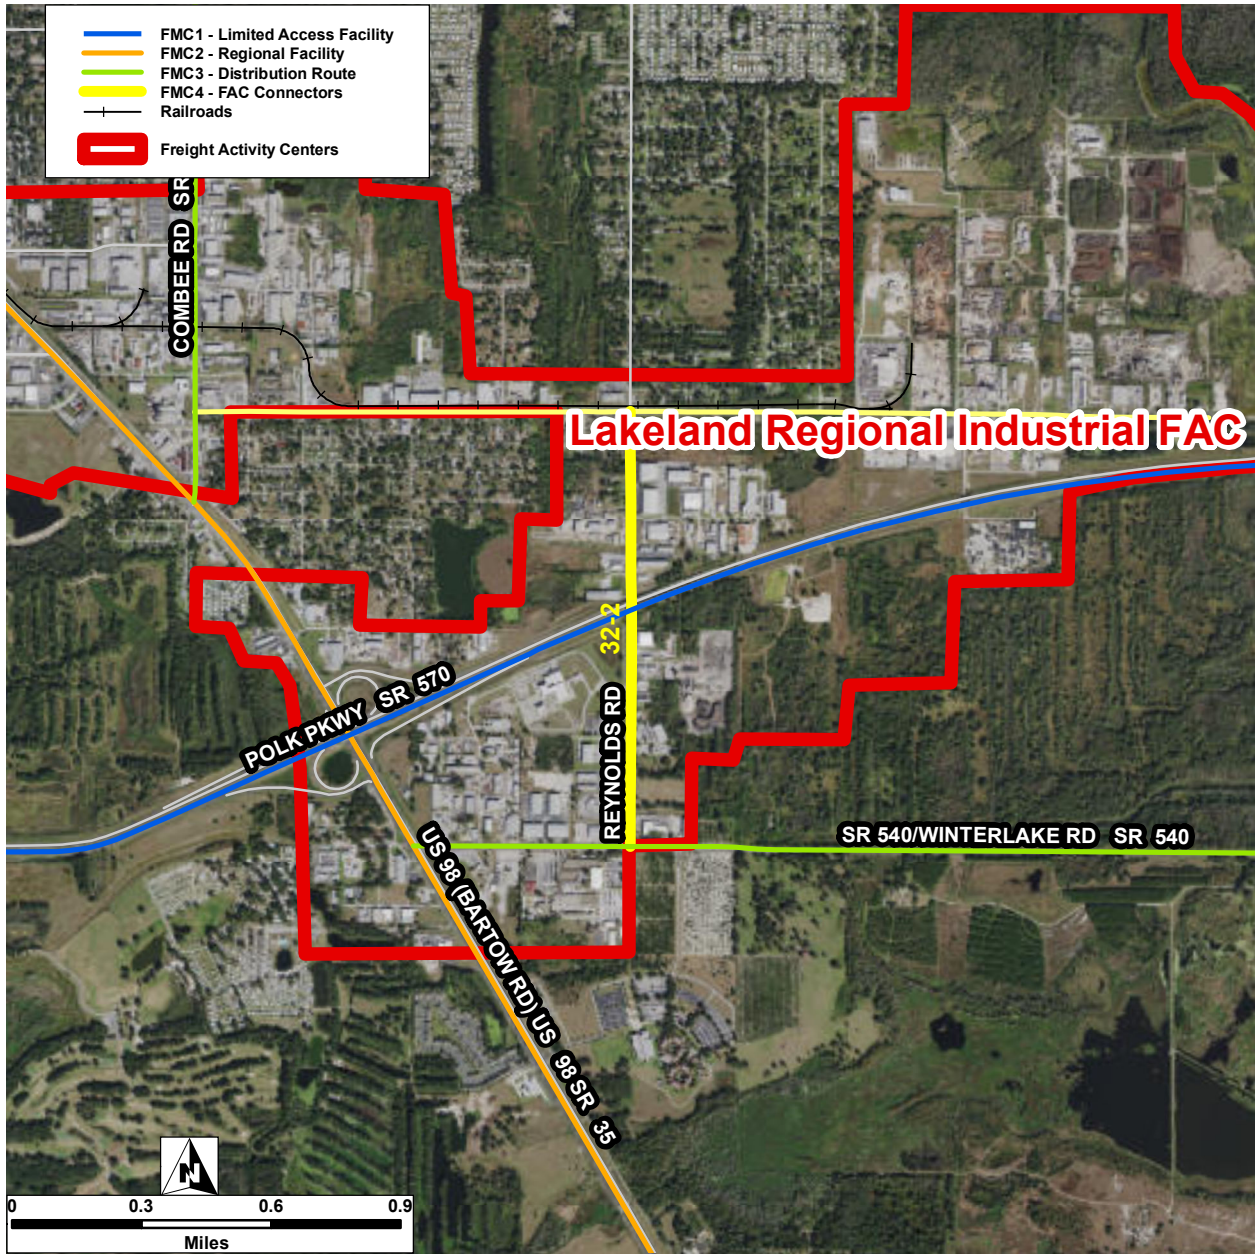 FMC1 - Limited Access Facility
FMC2 - Regional Facility
FMC3 - Distribution Route
FMC4 - FAC Connectors
Railroads
Freight Activity Centers
COMBEE RD SR
Lakeland Regional Industrial FAC
32-2
REYNOLDS RD
POLK PKWY SR 570
SR 540/WINTERLAKE RD SR 540
US 98 (BARTOW RD) US 98 SR 35
N
0 0.3 0.6 0.9
Miles